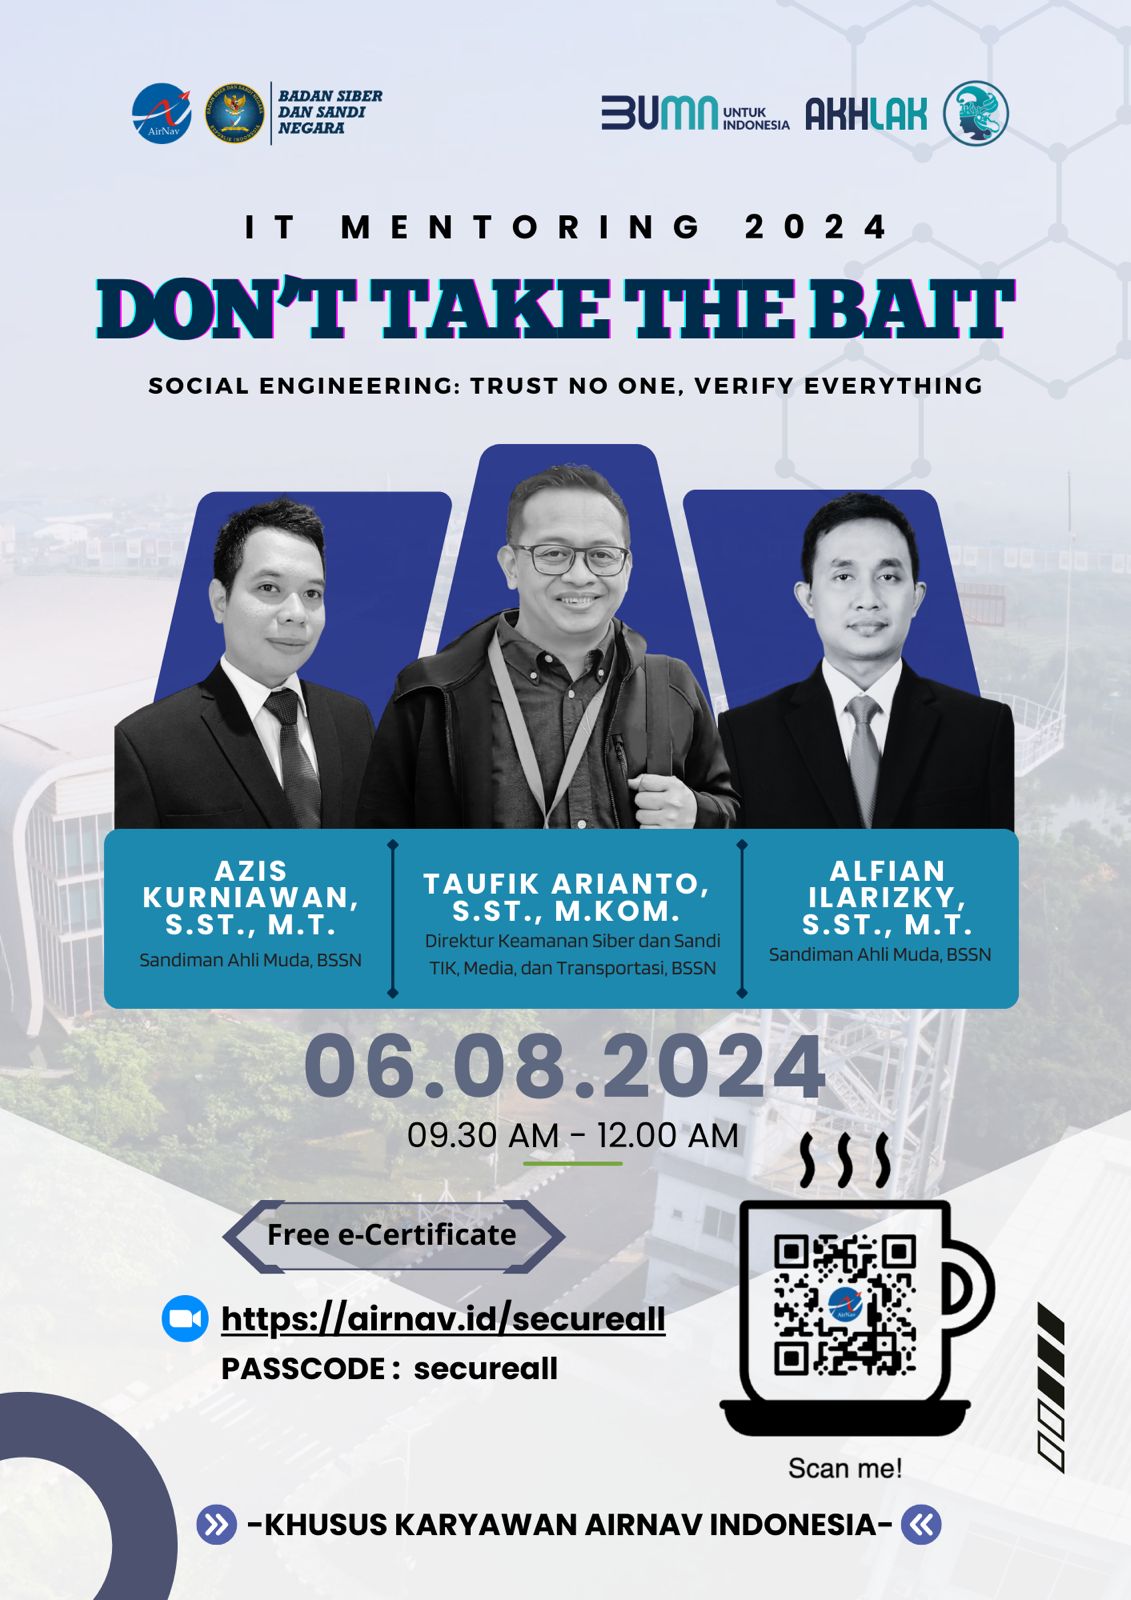 AirNav
BADAN SIBER
DAN SANDI
NEGARA
BUMN UNTUK
INDONESIA
AKHLAK
IT MENTORING 2024
DON'T TAKE THE BAIT
SOCIAL ENGINEERING: TRUST NO ONE, VERIFY EVERYTHING
AZIS
KURNIAWAN,
S.ST., M.T.
Sandiman Ahli Muda, BSSN
TAUFIK ARIANTO,
S.ST., M.KOM.
Direktur Keamanan Siber dan Sandi
TIK, Media, dan Transportasi, BSSN
ALFIAN
ILARIZKY,
S.ST., M.T.
Sandiman Ahli Muda, BSSN
06.08.2024
09.30 AM - 12.00 AM
Free e-Certificate
https://airnav.id/secureall
PASSCODE : secureall
AirNav
Scan me!
-KHUSUS KARYAWAN AIRNAV INDONESIA-